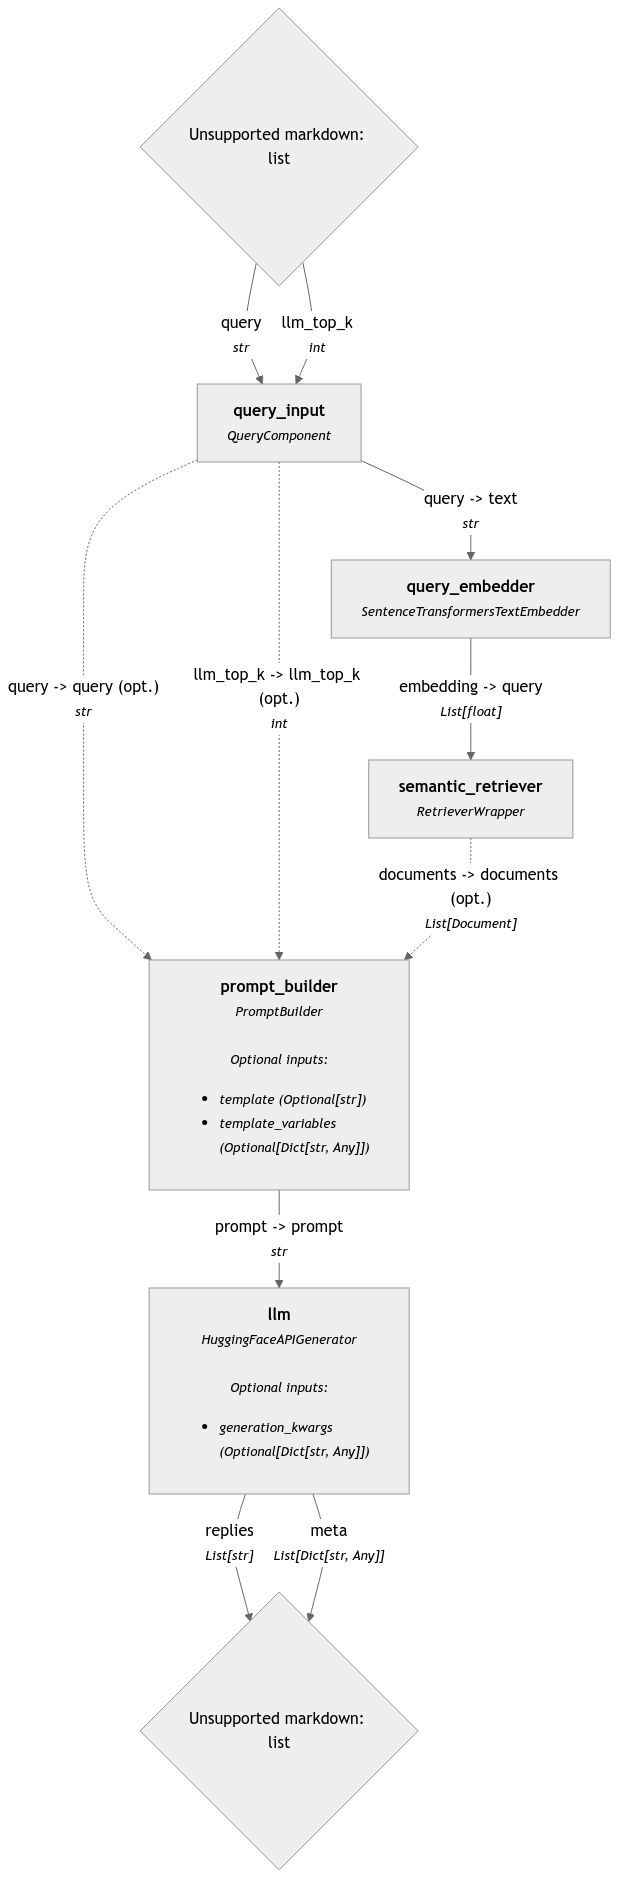 Unsupported markdown:
list
query
str
llm_top_k
int
query_input
QueryComponent
query -> text
str
query_embedder
SentenceTransformersTextEmbedder
query -> query (opt.)
str
llm_top_k -> llm_top_k
(opt.)
int
embedding -> query
List[float]
semantic_retriever
RetrieverWrapper
documents -> documents
(opt.)
List[Document]
prompt_builder
PromptBuilder
Optional inputs:
• template (Optional[str])
• template_variables
(Optional[Dict[str, Any]])
prompt -> prompt
str
llm
HuggingFaceAPIGenerator
Optional inputs:
• generation_kwargs
(Optional[Dict[str, Any]])
replies
List[str]
meta
List[Dict[str, Any]]
Unsupported markdown:
list